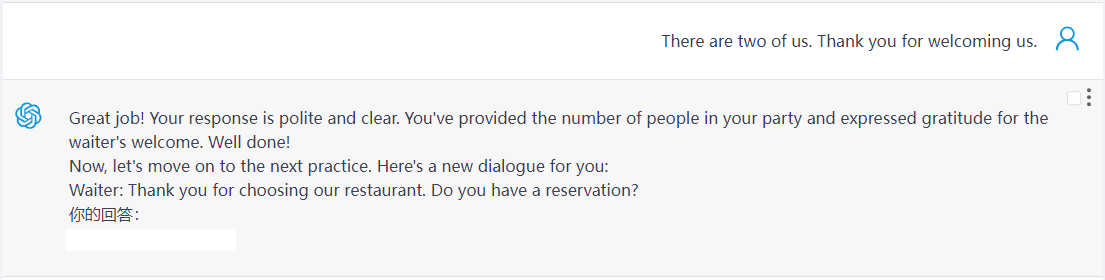 There are two of us. Thank you for welcoming us.
Great job! Your response is polite and clear. You've provided the number of people in your party and expressed gratitude for the
waiter's welcome. Well done!
Now, let's move on to the next practice. Here's a new dialogue for you:
Waiter: Thank you for choosing our restaurant. Do you have a reservation?
你的回答：